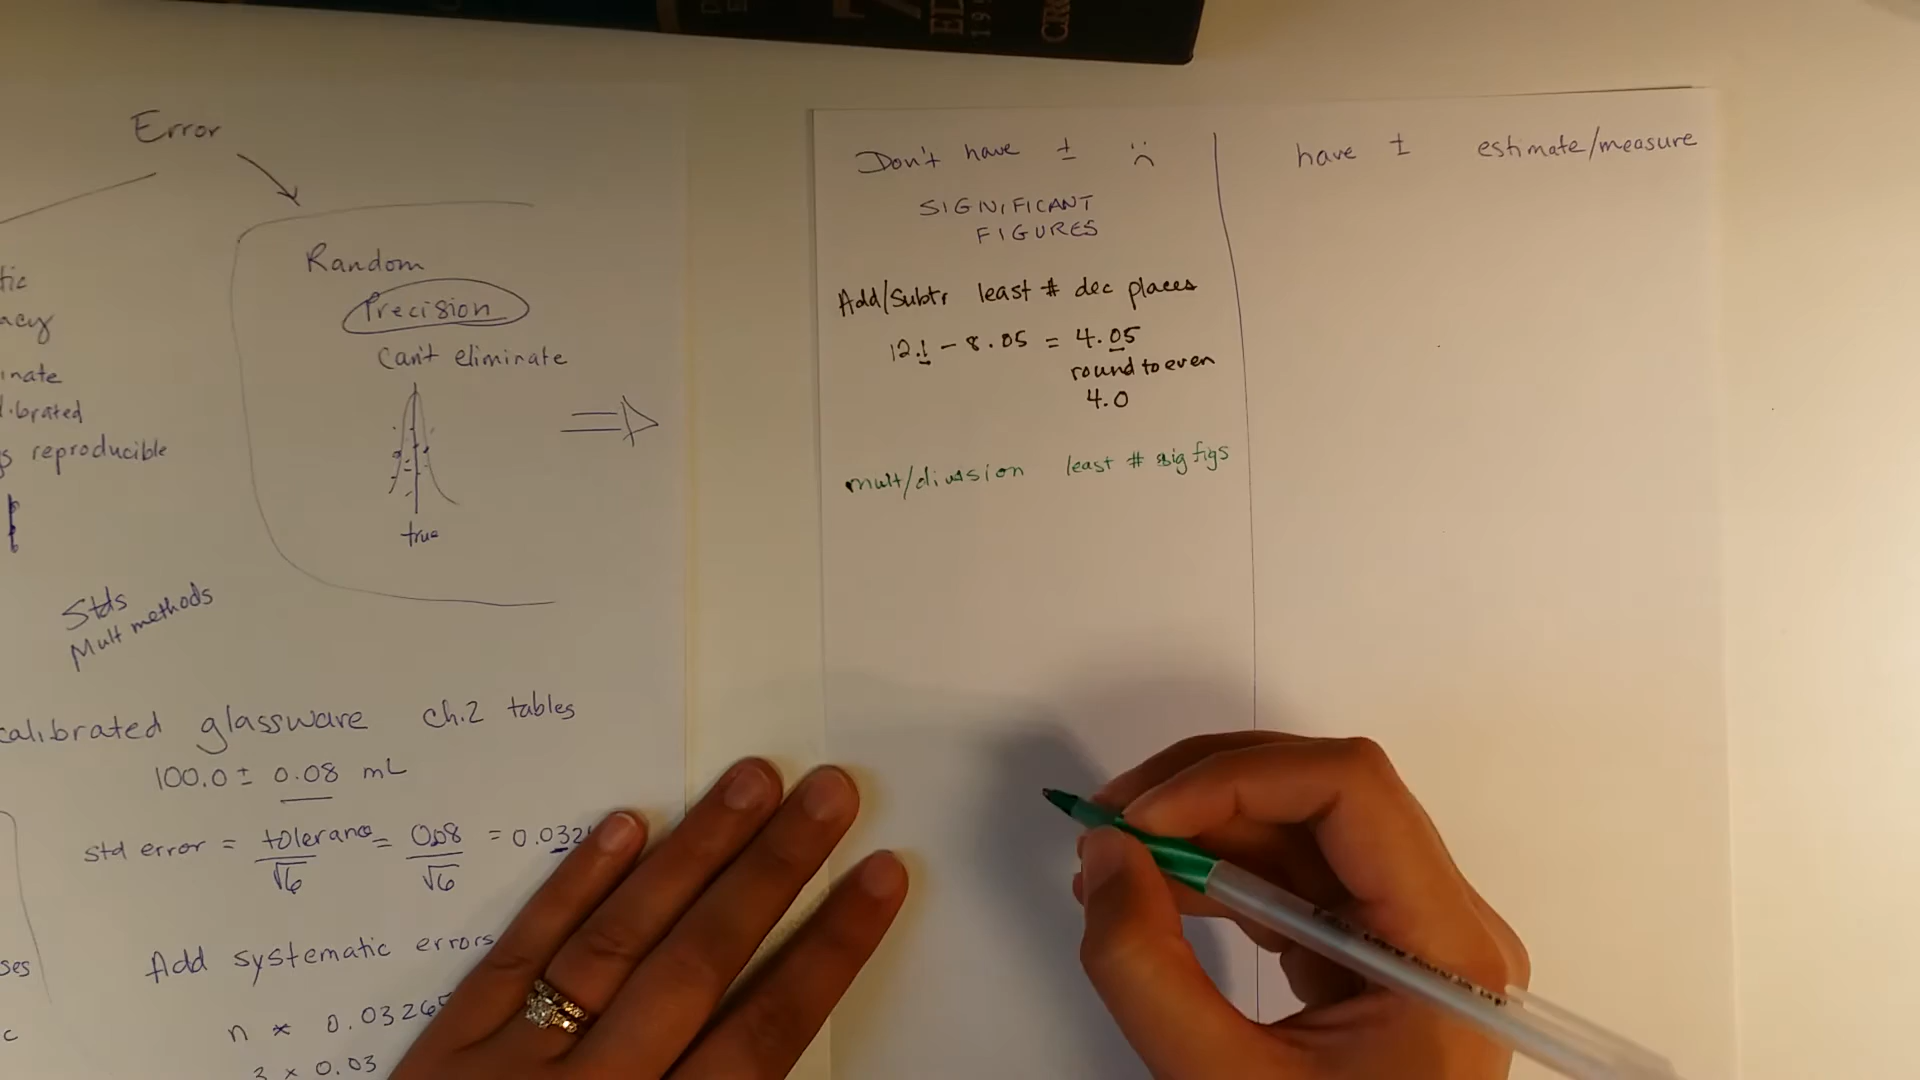 Error
Random
Precision
Can't eliminate
true
tic
acy
inate
librated
s reproducible
Stds
Mult methods
calibrated glassware ch.2 tables
100.0 ± 0.08 mL
std error = toleranc = 0.08 = 0.032
√6 √6
Add systematic errors
n * 0.03265
3 x 0.03
ses
c
Don't have ± :(
SIGNIFICANT
FIGURES
Add/Subtr least # dec places
12.1 - 8.05 = 4.05
round to even
4.0
mult/division least # sig figs
have ± estimate/measure